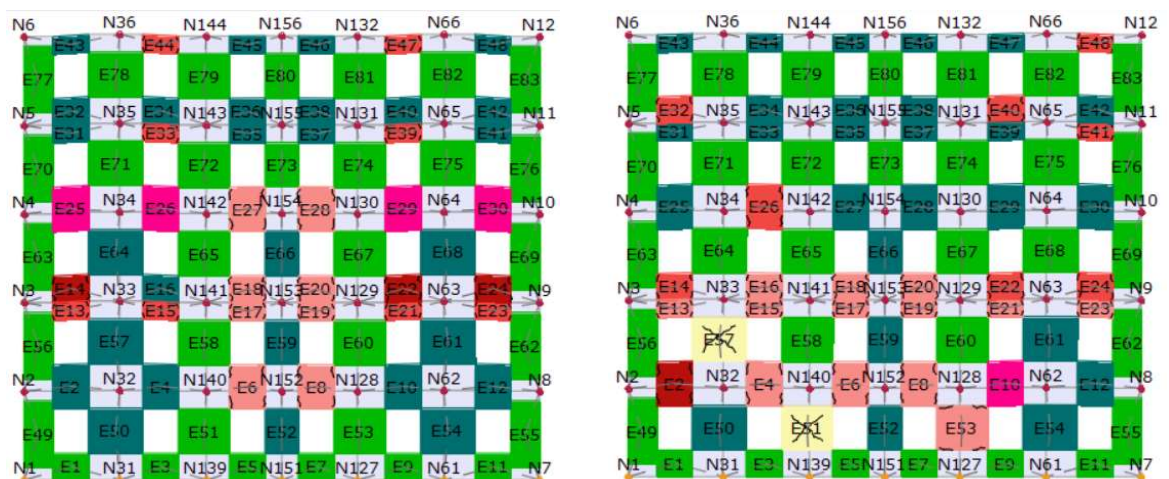 N6 N36 N144 N156 N132 N66 N12
E43 E44 E45 E46 E47 E48
E77 E78 E79 E80 E81 E82 E83
E32 E34 E36 E38 E40 E42
N5 N35 N143 N155 N131 N65 N11
E31 E33 E35 E37 E39 E41
E70 E71 E72 E73 E74 E75 E76
N4 E25 N34 E26 N142 E27 N154 E28 N130 E29 N64 E30 N10
E63 E64 E65 E66 E67 E68 E69
N3 E14 N33 E16 N141 E18 N153 E20 N129 E22 N63 E24 N9
E13 E15 E17 E19 E21 E23
E56 E57 E58 E59 E60 E61 E62
N2 E2 N32 E4 N140 E6 N152 E8 N128 E10 N62 E12 N8
E49 E50 E51 E52 E53 E54 E55
N1 E1 N31 E3 N139 E5 N151 E7 N127 E9 N61 E11 N7
N6 N36 N144 N156 N132 N66 N12
E43 E44 E45 E46 E47 E48
E77 E78 E79 E80 E81 E82 E83
E32 E34 E36 E38 E40 E42
N5 N35 N143 N155 N131 N65 N11
E31 E33 E35 E37 E39 E41
E70 E71 E72 E73 E74 E75 E76
N4 E25 N34 E26 N142 E27 N154 E28 N130 E29 N64 E30 N10
E63 E64 E65 E66 E67 E68 E69
N3 E14 N33 E16 N141 E18 N153 E20 N129 E22 N63 E24 N9
E13 E15 E17 E19 E21 E23
E56 E57 E58 E59 E60 E61 E62
N2 E2 N32 E4 N140 E6 N152 E8 N128 E10 N62 E12 N8
E49 E50 E51 E52 E53 E54 E55
N1 E1 N31 E3 N139 E5 N151 E7 N127 E9 N61 E11 N7